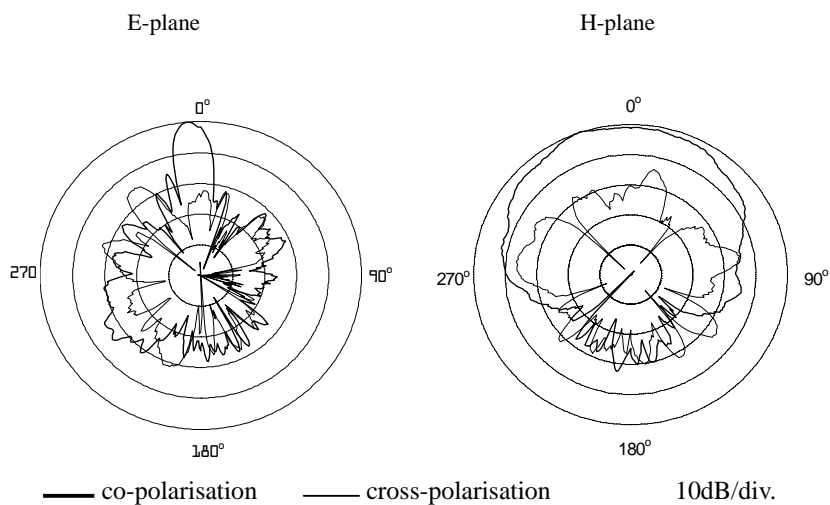 E-plane H-plane
0° 0°
270 90° 270° 90°
180° 180°
co-polarisation cross-polarisation 10dB/div.